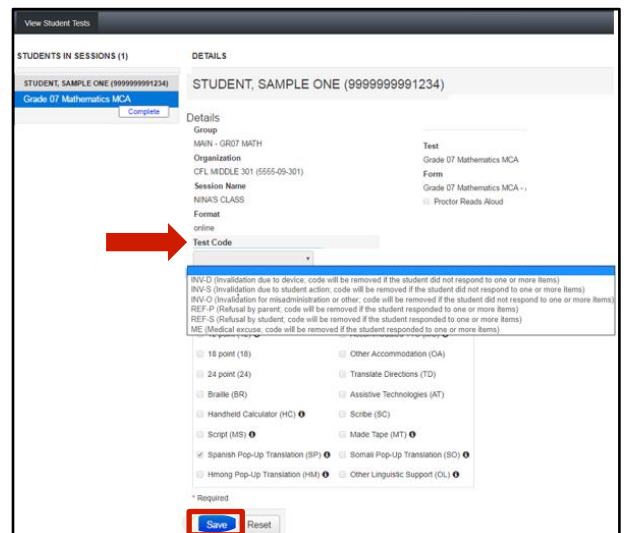 View Student Tests
STUDENTS IN SESSIONS (1)
DETAILS
STUDENT, SAMPLE ONE (9999999991234)
Grade 07 Mathematics MCA
Complete
STUDENT, SAMPLE ONE (9999999991234)
Details
Group
MAIN - GR07 MATH
Organization
CFL MIDDLE 301 (5555-09-301)
Session Name
NINA'S CLASS
Format
online
Test Code
Test
Grade 07 Mathematics MCA
Form
Grade 07 Mathematics MCA -
Proctor Reads Aloud
INV-D (Invalidation due to device; code will be removed if the student did not respond to one or more items)
INV-S (Invalidation due to student action; code will be removed if the student did not respond to one or more items)
INV-O (Invalidation for misadministration or other; code will be removed if the student did not respond to one or more items)
REF-P (Refusal by parent; code will be removed if the student responded to one or more items)
REF-S (Refusal by student; code will be removed if the student responded to one or more items)
ME (Medical excuse; code will be removed if the student responded to one or more items)
18 point (18)
Other Accommodation (OA)
24 point (24)
Translate Directions (TD)
Braille (BR)
Assistive Technologies (AT)
Handheld Calculator (HC)
Scribe (SC)
Script (MS)
Made Tape (MT)
Spanish Pop-Up Translation (SP)
Somali Pop-Up Translation (SO)
Hmong Pop-Up Translation (HM)
Other Linguistic Support (OL)
* Required
Save
Reset